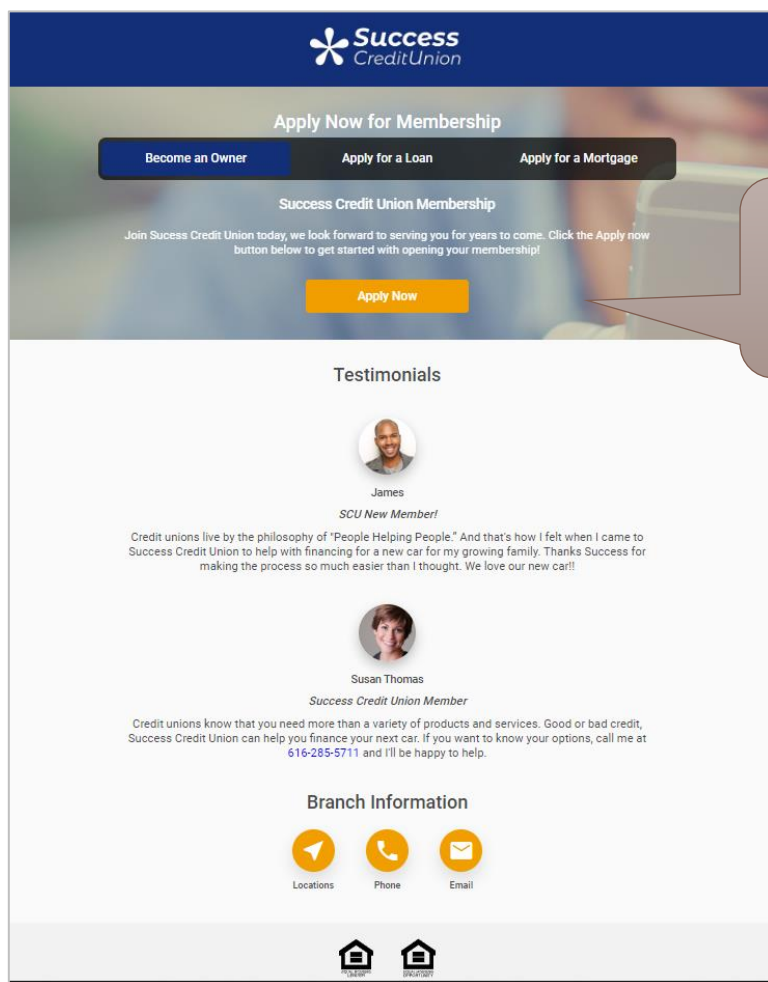 Success
CreditUnion
Apply Now for Membership
Become an Owner
Apply for a Loan
Apply for a Mortgage
Success Credit Union Membership
Join Sucess Credit Union today, we look forward to serving you for years to come. Click the Apply now
button below to get started with opening your membership!
Apply Now
Testimonials
James
SCU New Member!
Credit unions live by the philosophy of "People Helping People." And that's how I felt when I came to
Success Credit Union to help with financing for a new car for my growing family. Thanks Success for
making the process so much easier than I thought. We love our new car!!
Susan Thomas
Success Credit Union Member
Credit unions know that you need more than a variety of products and services. Good or bad credit,
Success Credit Union can help you finance your next car. If you want to know your options, call me at
616-285-5711 and I'll be happy to help.
Branch Information
Locations
Phone
Email